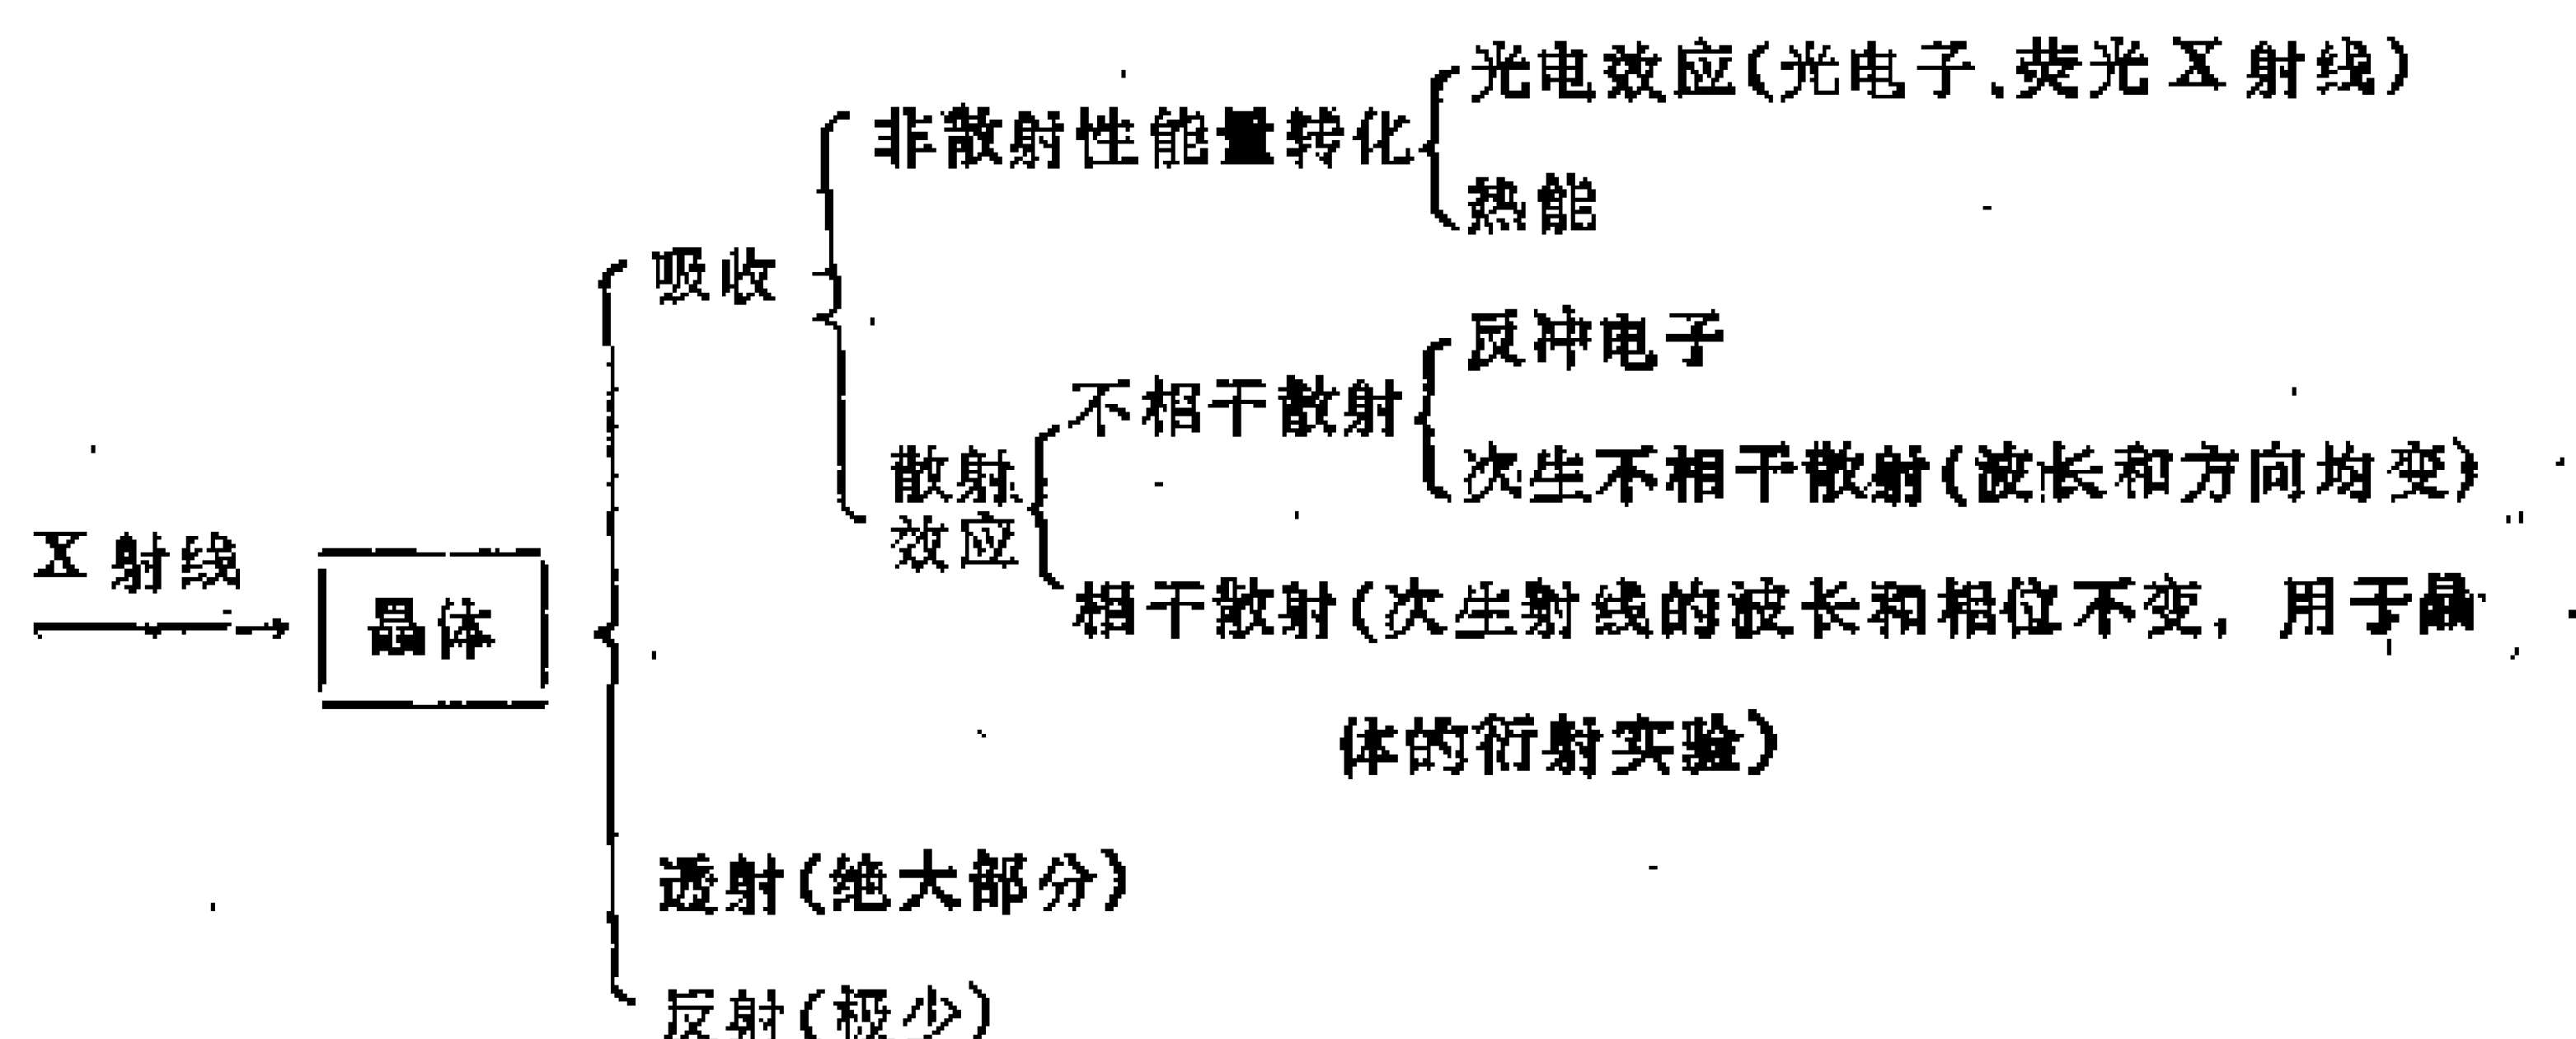 光电效应(光电子、荧光X射线)
非散射性能量转化
热能
吸收
反冲电子
不相干散射
次生不相干散射(波长和方向均变)
散射
效应
X射线
晶体
相干散射(次生射线的波长和相位不变，用于晶
体的衍射实验)
透射(绝大部分)
反射(极少)